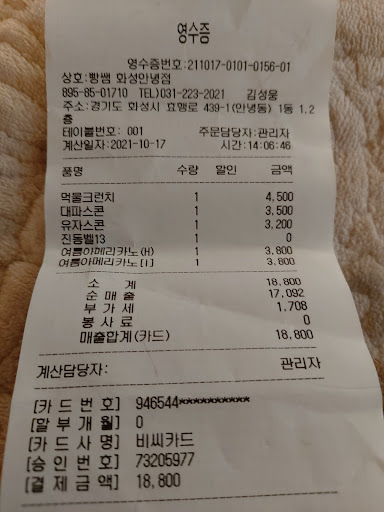 영수증
영수증번호:211017-0101-0156-01
상호:빵쌤 화성안녕점
895-85-01710 TEL)031-223-2021 김성웅
주소:경기도 화성시 효행로 439-1(안녕동) 1동 1,2
층
테이블번호: 001 주문담당자:관리자
계산일자:2021-10-17 시간:14:06:46
품명 수량 할인 금액
먹물크런치 1 4,500
대파스콘 1 3,500
유자스콘 1 3,200
진동벨13 1 0
여름아메리카노(H) 1 3,800
여름아메리카노[I] 1 3,800
소 계 18,800
순 매 출 17,092
부 가 세 1,708
봉 사 료 0
매출합계(카드) 18,800
계산담당자: 관리자
[카 드 번 호] 946544**********
[할 부 개 월] 0
[카 드 사 명] 비씨카드
[승 인 번 호] 73205977
[결 제 금 액] 18,800